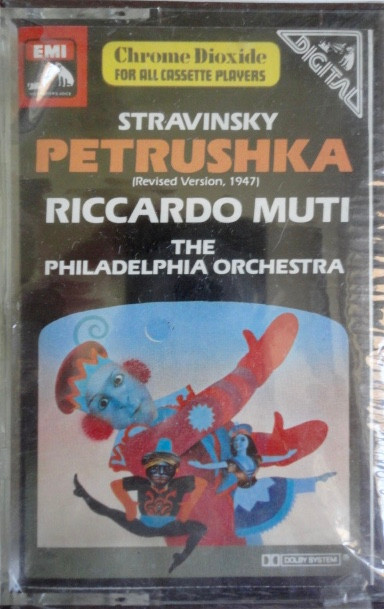 EMI
Chrome Dioxide
FOR ALL CASSETTE PLAYERS
DIGITAL
STRAVINSKY
PETRUSHKA
(Revised Version, 1947)
RICCARDO MUTI
THE
PHILADELPHIA ORCHESTRA
DOLBY SYSTEM